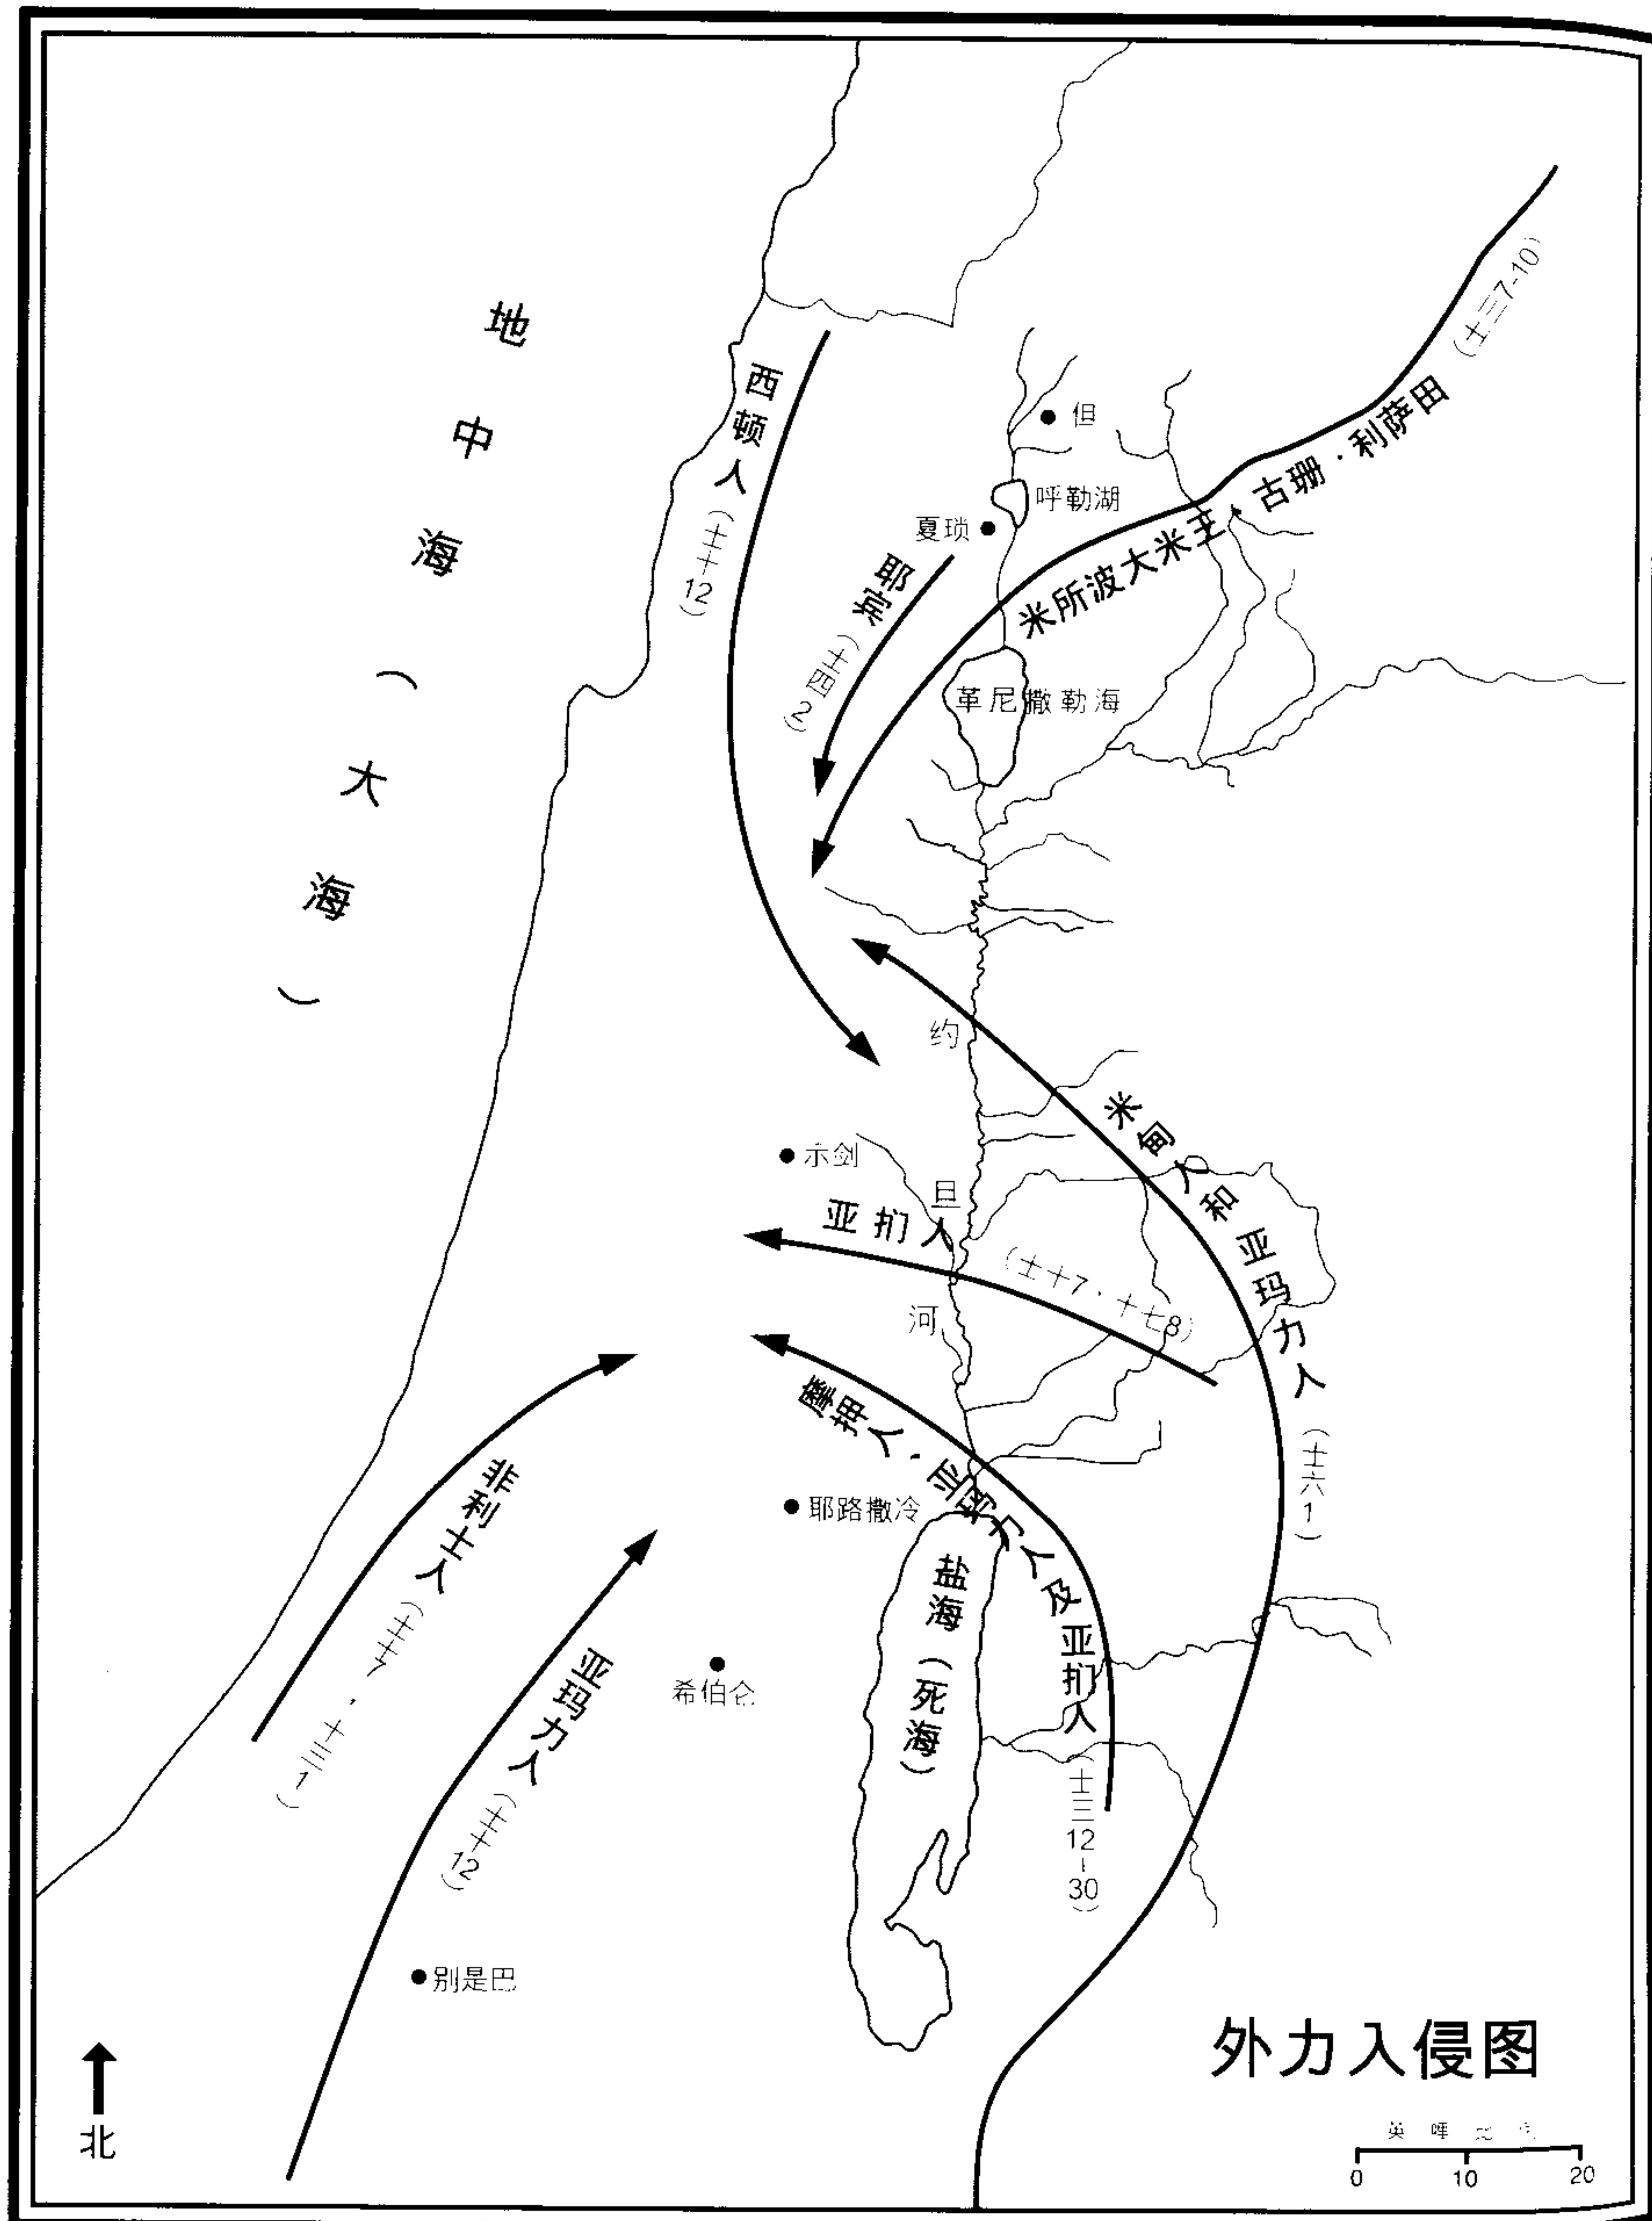 地中海（大海）
西顿人（士十12）
但
呼勒湖
夏琐
耶宾（士四2）
米所波大米王、古珊·利萨田（士三7-10）
革尼撒勒海
约旦河
示剑
亚扪人（士十7·十七8）
米甸人和亚玛力人（士六1）
摩押人·亚玛力人及亚扪人（士三12-30）
耶路撒冷
盐海（死海）
非利士人（士十7，十三1）
亚玛力人（士十12）
希伯仑
别是巴
北
外力入侵图
英哩
0 10 20